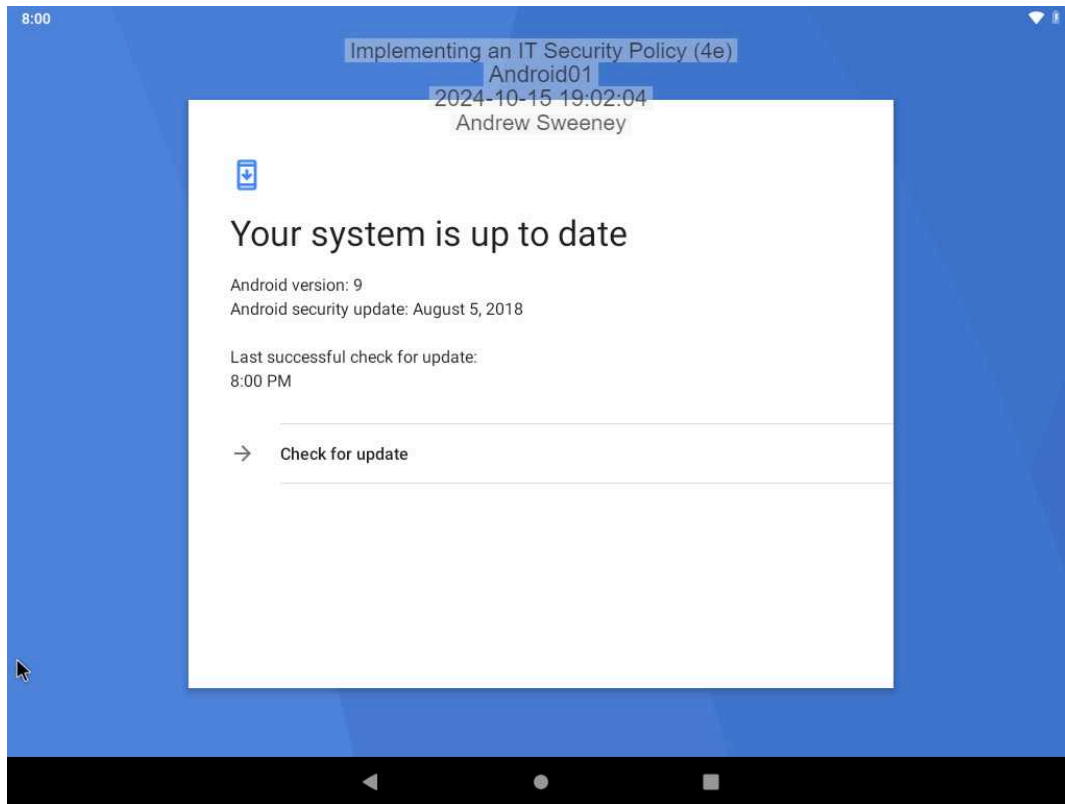 8:00
Implementing an IT Security Policy (4e)
Android01
2024-10-15 19:02:04
Andrew Sweeney
Your system is up to date
Android version: 9
Android security update: August 5, 2018
Last successful check for update:
8:00 PM
Check for update